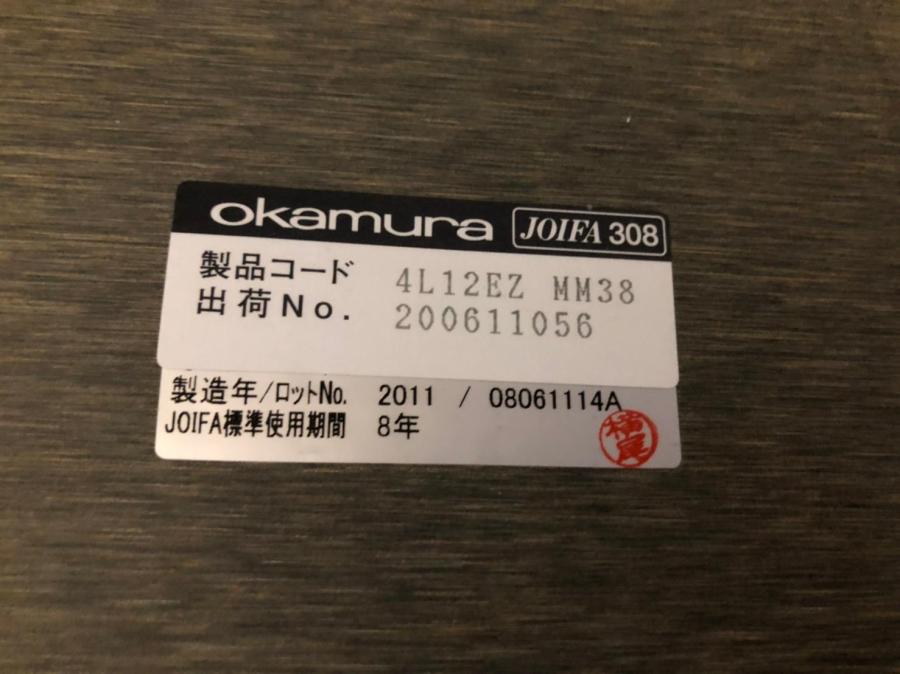 okamura JOIFA 308
製品コード 4L12EZ MM38
出荷No. 200611056
製造年/ロットNo. 2011 / 08061114A
JOIFA標準使用期間 8年
横尾